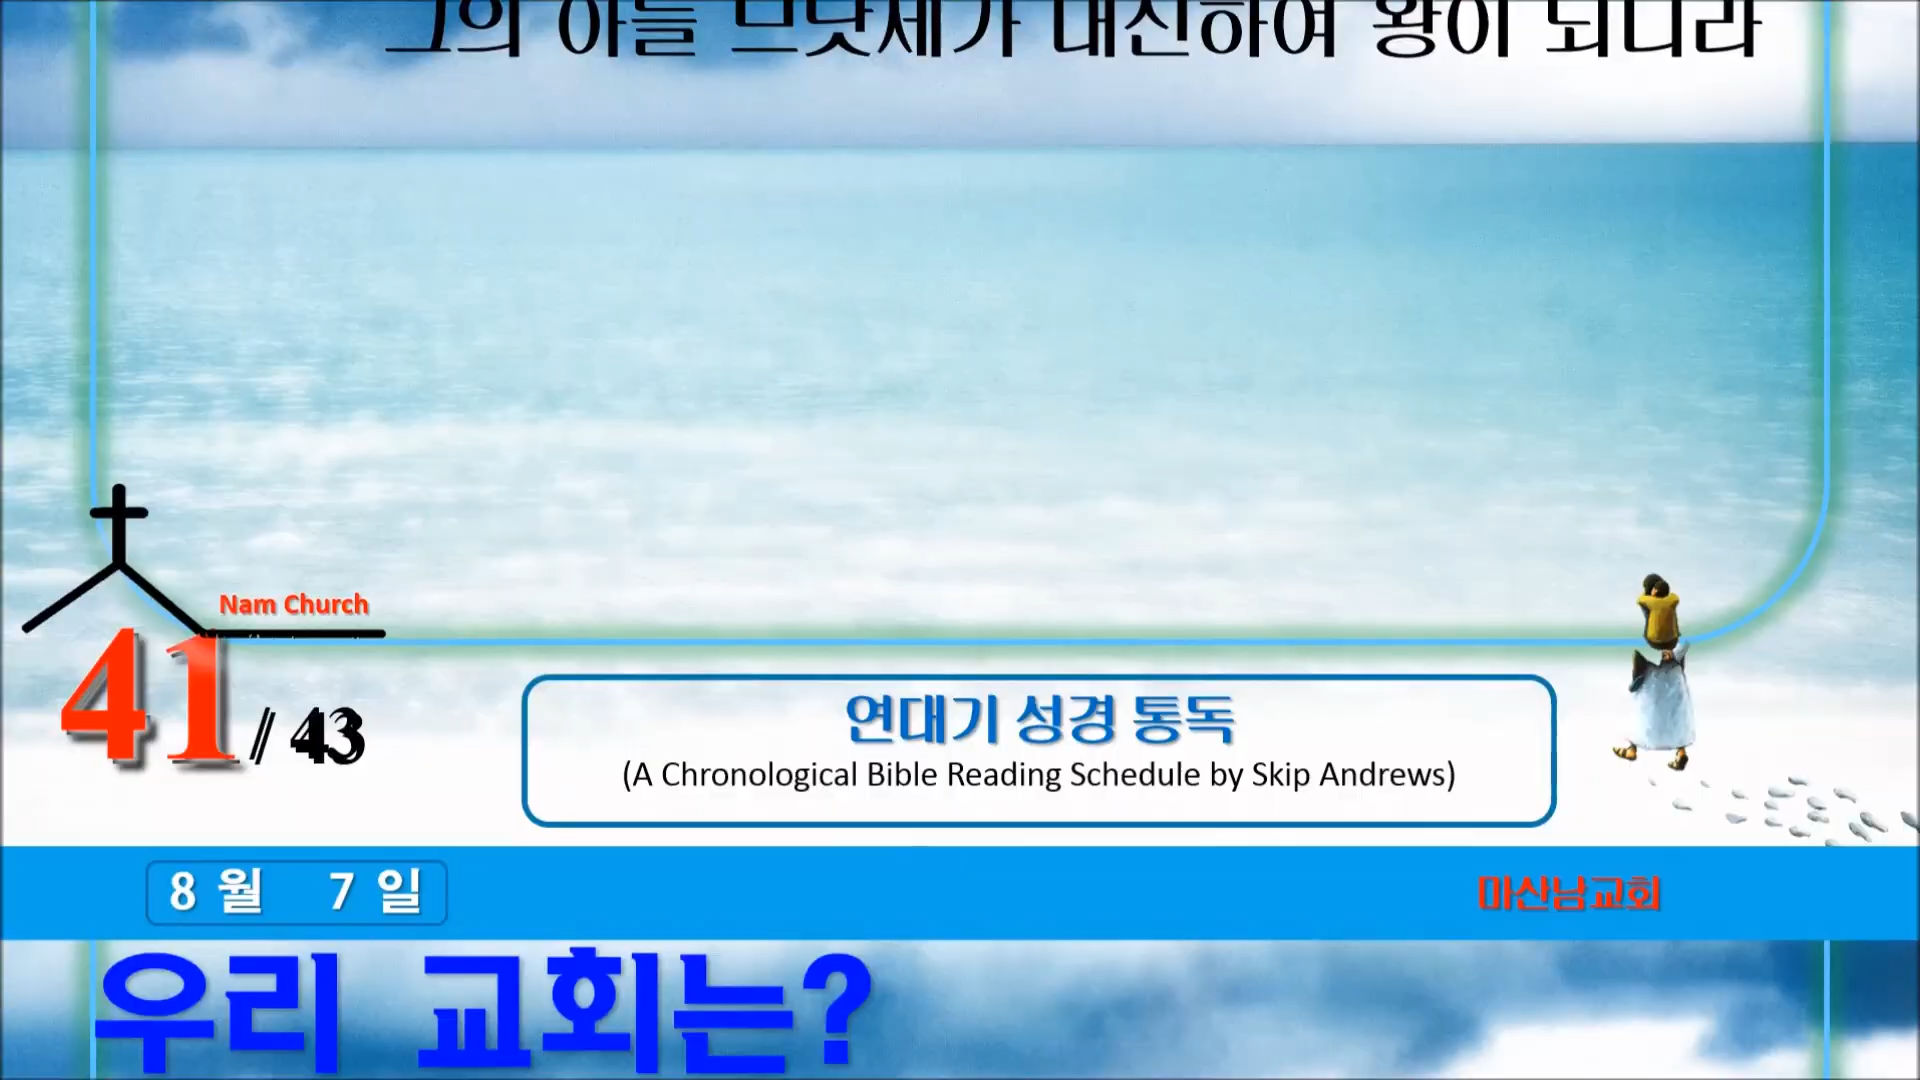 그의 아들 므낫세가 대신하여 왕이 되니라
Nam Church
41 / 43
연대기 성경 통독
(A Chronological Bible Reading Schedule by Skip Andrews)
8 월 7 일
마산남교회
우리 교회는?